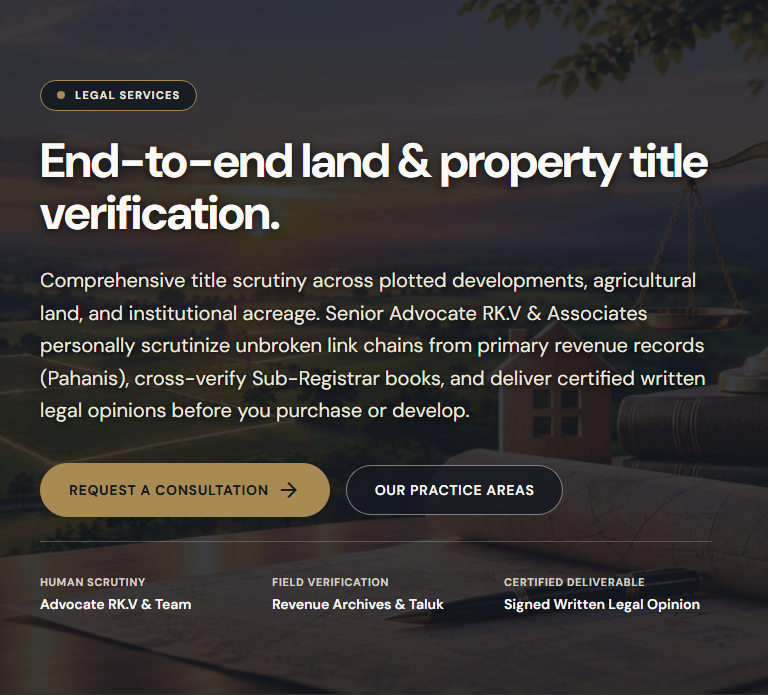 LEGAL SERVICES
End-to-end land & property title
verification.
Comprehensive title scrutiny across plotted developments, agricultural
land, and institutional acreage. Senior Advocate RK.V & Associates
personally scrutinize unbroken link chains from primary revenue records
(Pahanis), cross-verify Sub-Registrar books, and deliver certified written
legal opinions before you purchase or develop.
REQUEST A CONSULTATION →
OUR PRACTICE AREAS
HUMAN SCRUTINY
Advocate RK.V & Team
FIELD VERIFICATION
Revenue Archives & Taluk
CERTIFIED DELIVERABLE
Signed Written Legal Opinion